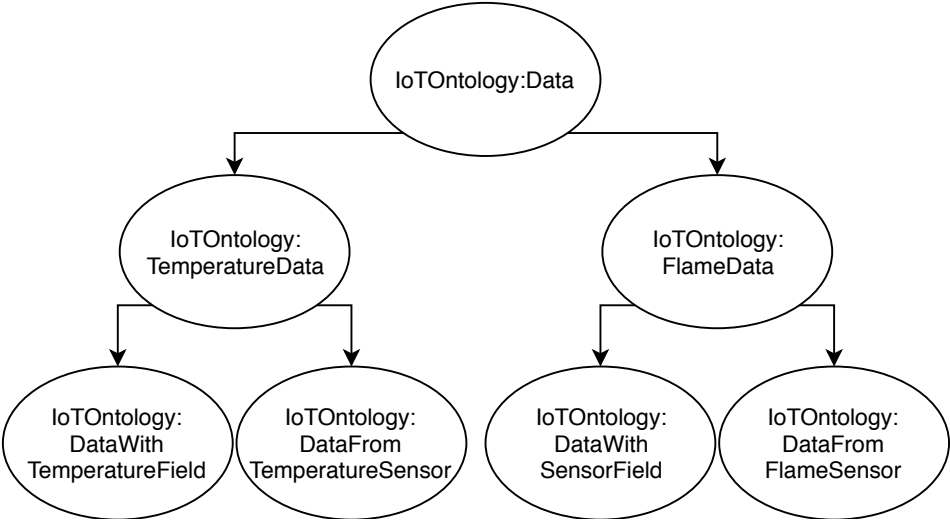 IoTOntology:Data
IoTOntology:
TemperatureData
IoTOntology:
FlameData
IoTOntology:
DataWith
TemperatureField
IoTOntology:
DataFrom
TemperatureSensor
IoTOntology:
DataWith
SensorField
IoTOntology:
DataFrom
FlameSensor